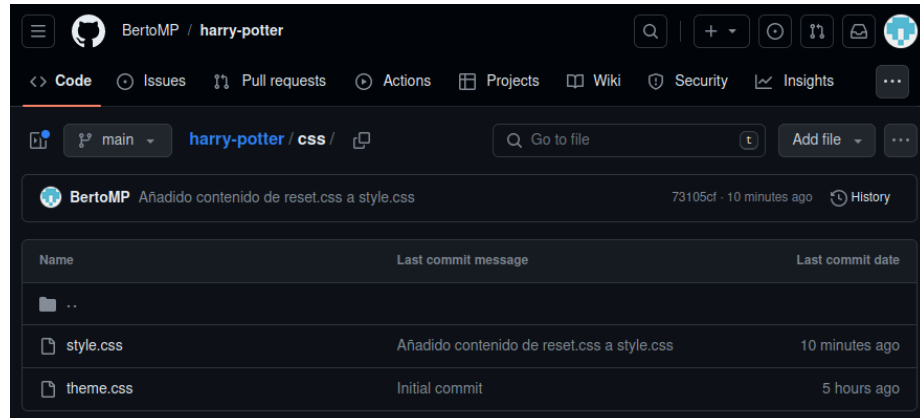 BertoMP / harry-potter
Code Issues Pull requests Actions Projects Wiki Security Insights
main harry-potter / css / Go to file t Add file
BertoMP Añadido contenido de reset.css a style.css 73105cf · 10 minutes ago History
Name Last commit message Last commit date
..
style.css Añadido contenido de reset.css a style.css 10 minutes ago
theme.css Initial commit 5 hours ago